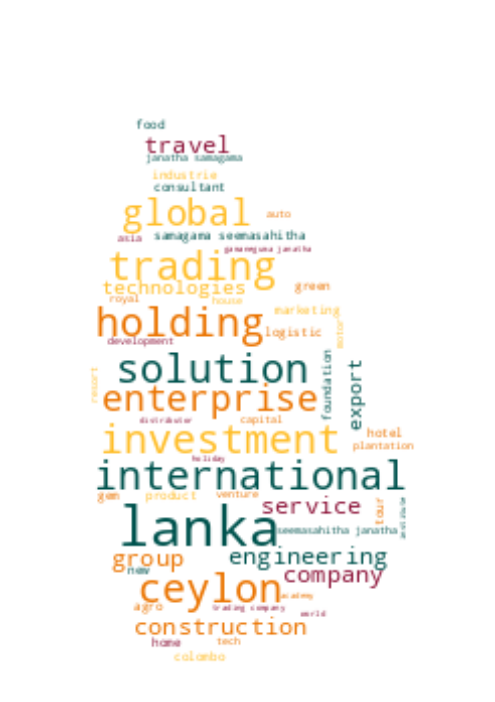 food
travel
janatha samagama
industrie
consultant
global
auto
asia
samagama seemasahitha
gananeguna janatha
trading
technologies
green
royal
house
holding
marketing
logistic
motor
development
solution
resort
foundation
export
enterprise
distributor
capital
investment
hotel
plantation
holiday
international
gem
product
venture
service
tour
institute
lanka
seemasahitha janatha
group
engineering
new
company
ceylon
academy
agro
trading company
world
construction
home
tech
colombo